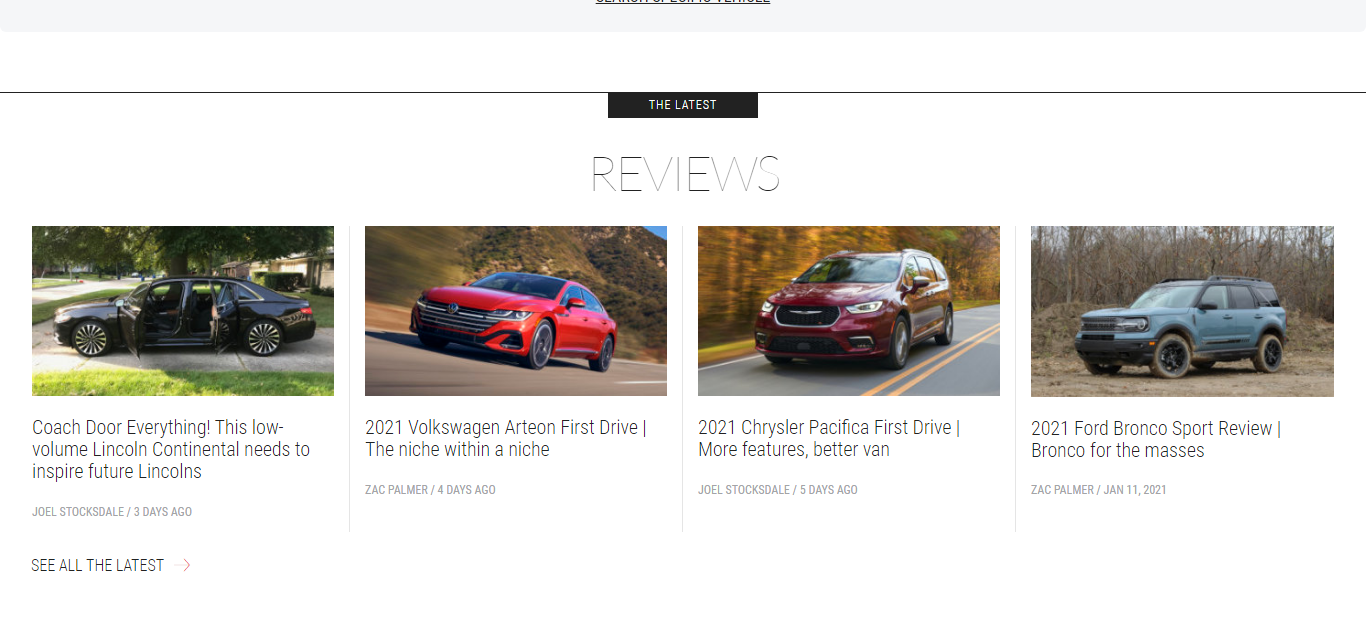 SEARCH SPECIFIC VEHICLE
THE LATEST
REVIEWS
Coach Door Everything! This low-
volume Lincoln Continental needs to
inspire future Lincolns
JOEL STOCKSDALE / 3 DAYS AGO
2021 Volkswagen Arteon First Drive |
The niche within a niche
ZAC PALMER / 4 DAYS AGO
2021 Chrysler Pacifica First Drive |
More features, better van
JOEL STOCKSDALE / 5 DAYS AGO
2021 Ford Bronco Sport Review |
Bronco for the masses
ZAC PALMER / JAN 11, 2021
SEE ALL THE LATEST